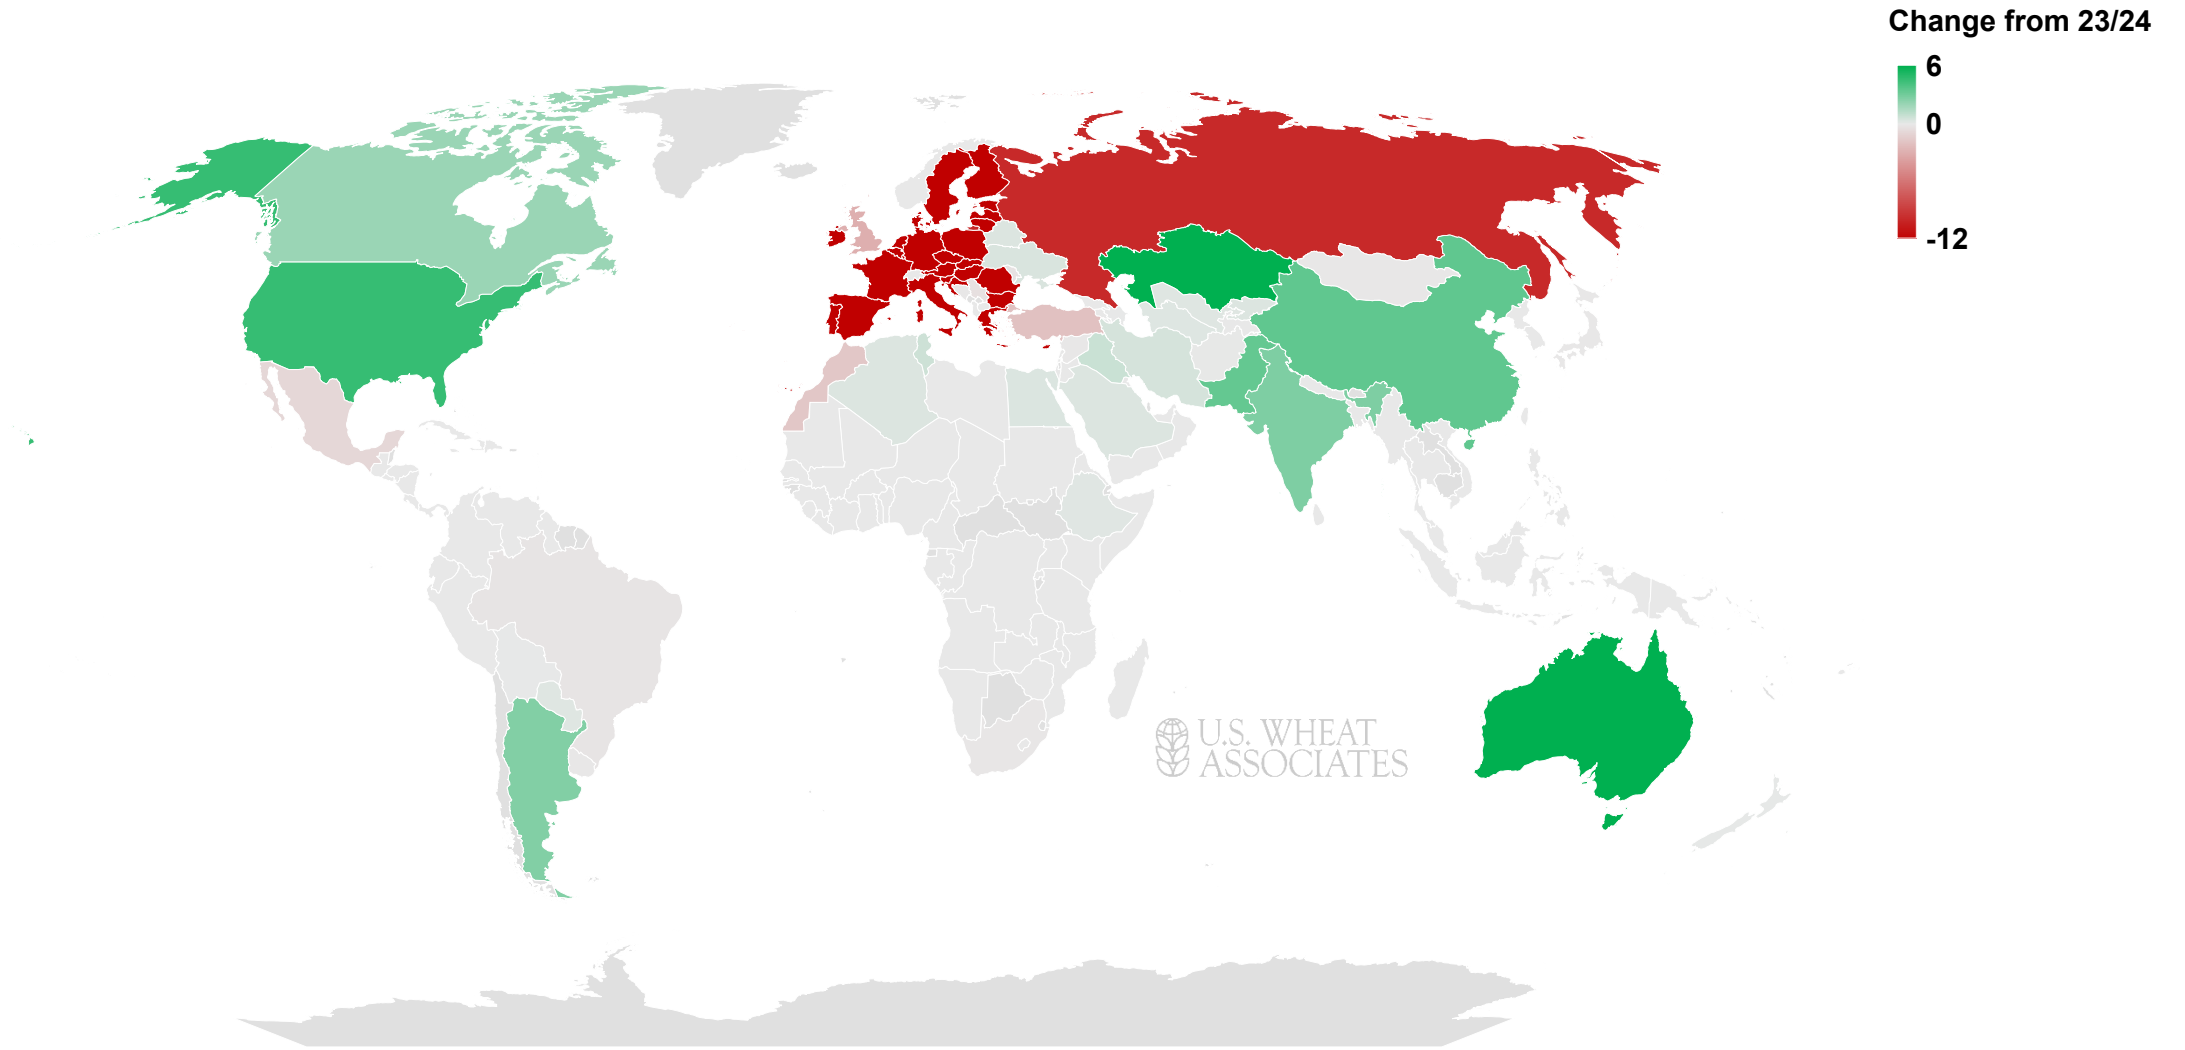 Change from 23/24
6
0
-12
U.S. WHEAT
ASSOCIATES